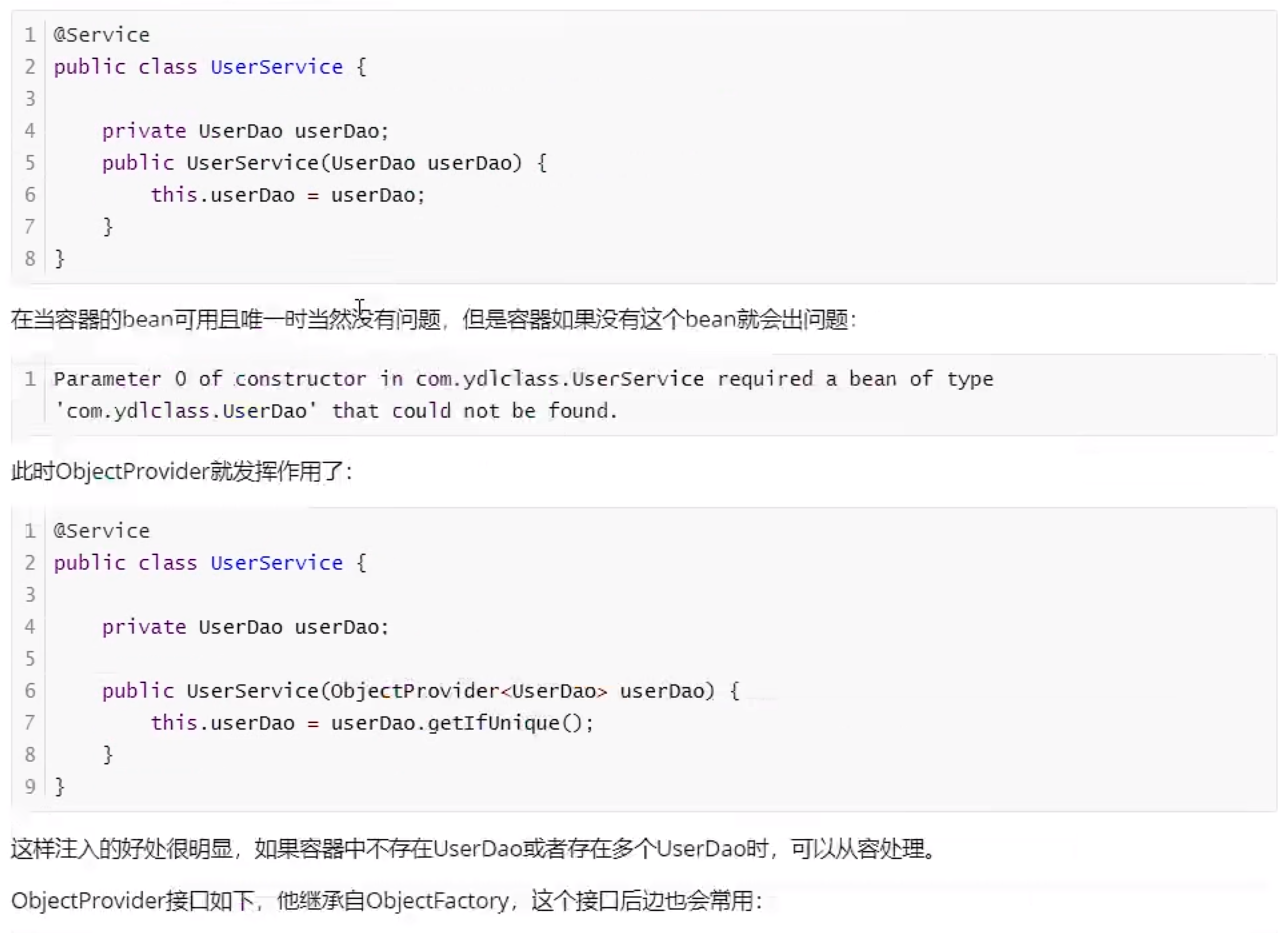 1 @Service
2 public class UserService {
3
4 private UserDao userDao;
5 public UserService(UserDao userDao) {
6 this.userDao = userDao;
7 }
8 }
在当容器的bean可用且唯一时当然没有问题，但是容器如果没有这个bean就会出问题：
1 Parameter 0 of constructor in com.ydlclass.UserService required a bean of type
'com.ydlclass.UserDao' that could not be found.
此时ObjectProvider就发挥作用了：
1 @Service
2 public class UserService {
3
4 private UserDao userDao;
5
6 public UserService(ObjectProvider<UserDao> userDao) {
7 this.userDao = userDao.getIfUnique();
8 }
9 }
这样注入的好处很明显，如果容器中不存在UserDao或者存在多个UserDao时，可以从容处理。
ObjectProvider接口如下，他继承自ObjectFactory，这个接口后边也会常用：